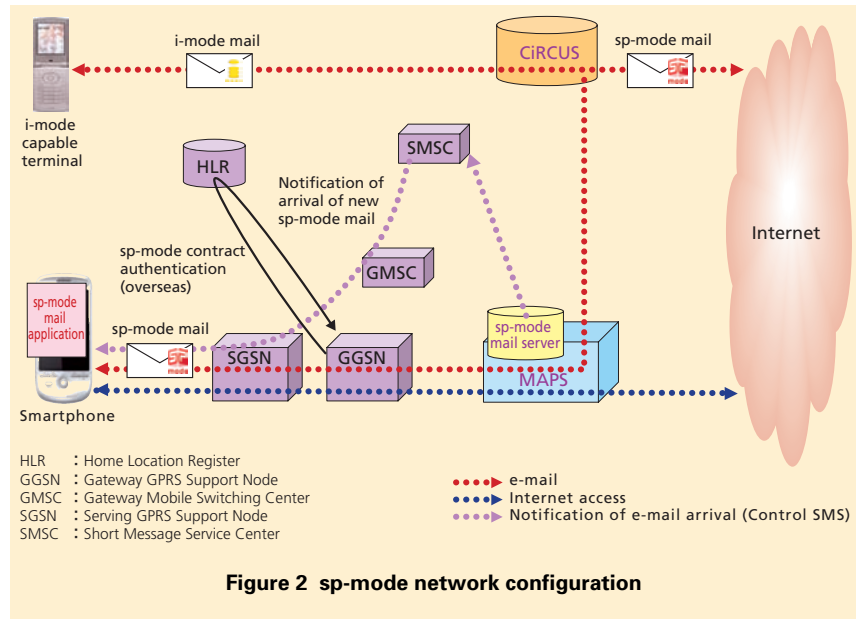 i-mode mail
CiRCUS
sp-mode mail
i-mode
capable
terminal
HLR
SMSC
Notification of
arrival of new
sp-mode mail
Internet
GMSC
sp-mode contract
authentication
(overseas)
sp-mode
mail
application
sp-mode mail
SGSN
GGSN
sp-mode
mail server
MAPS
Smartphone
HLR : Home Location Register
GGSN : Gateway GPRS Support Node
GMSC : Gateway Mobile Switching Center
SGSN : Serving GPRS Support Node
SMSC : Short Message Service Center
e-mail
Internet access
Notification of e-mail arrival (Control SMS)
Figure 2 sp-mode network configuration